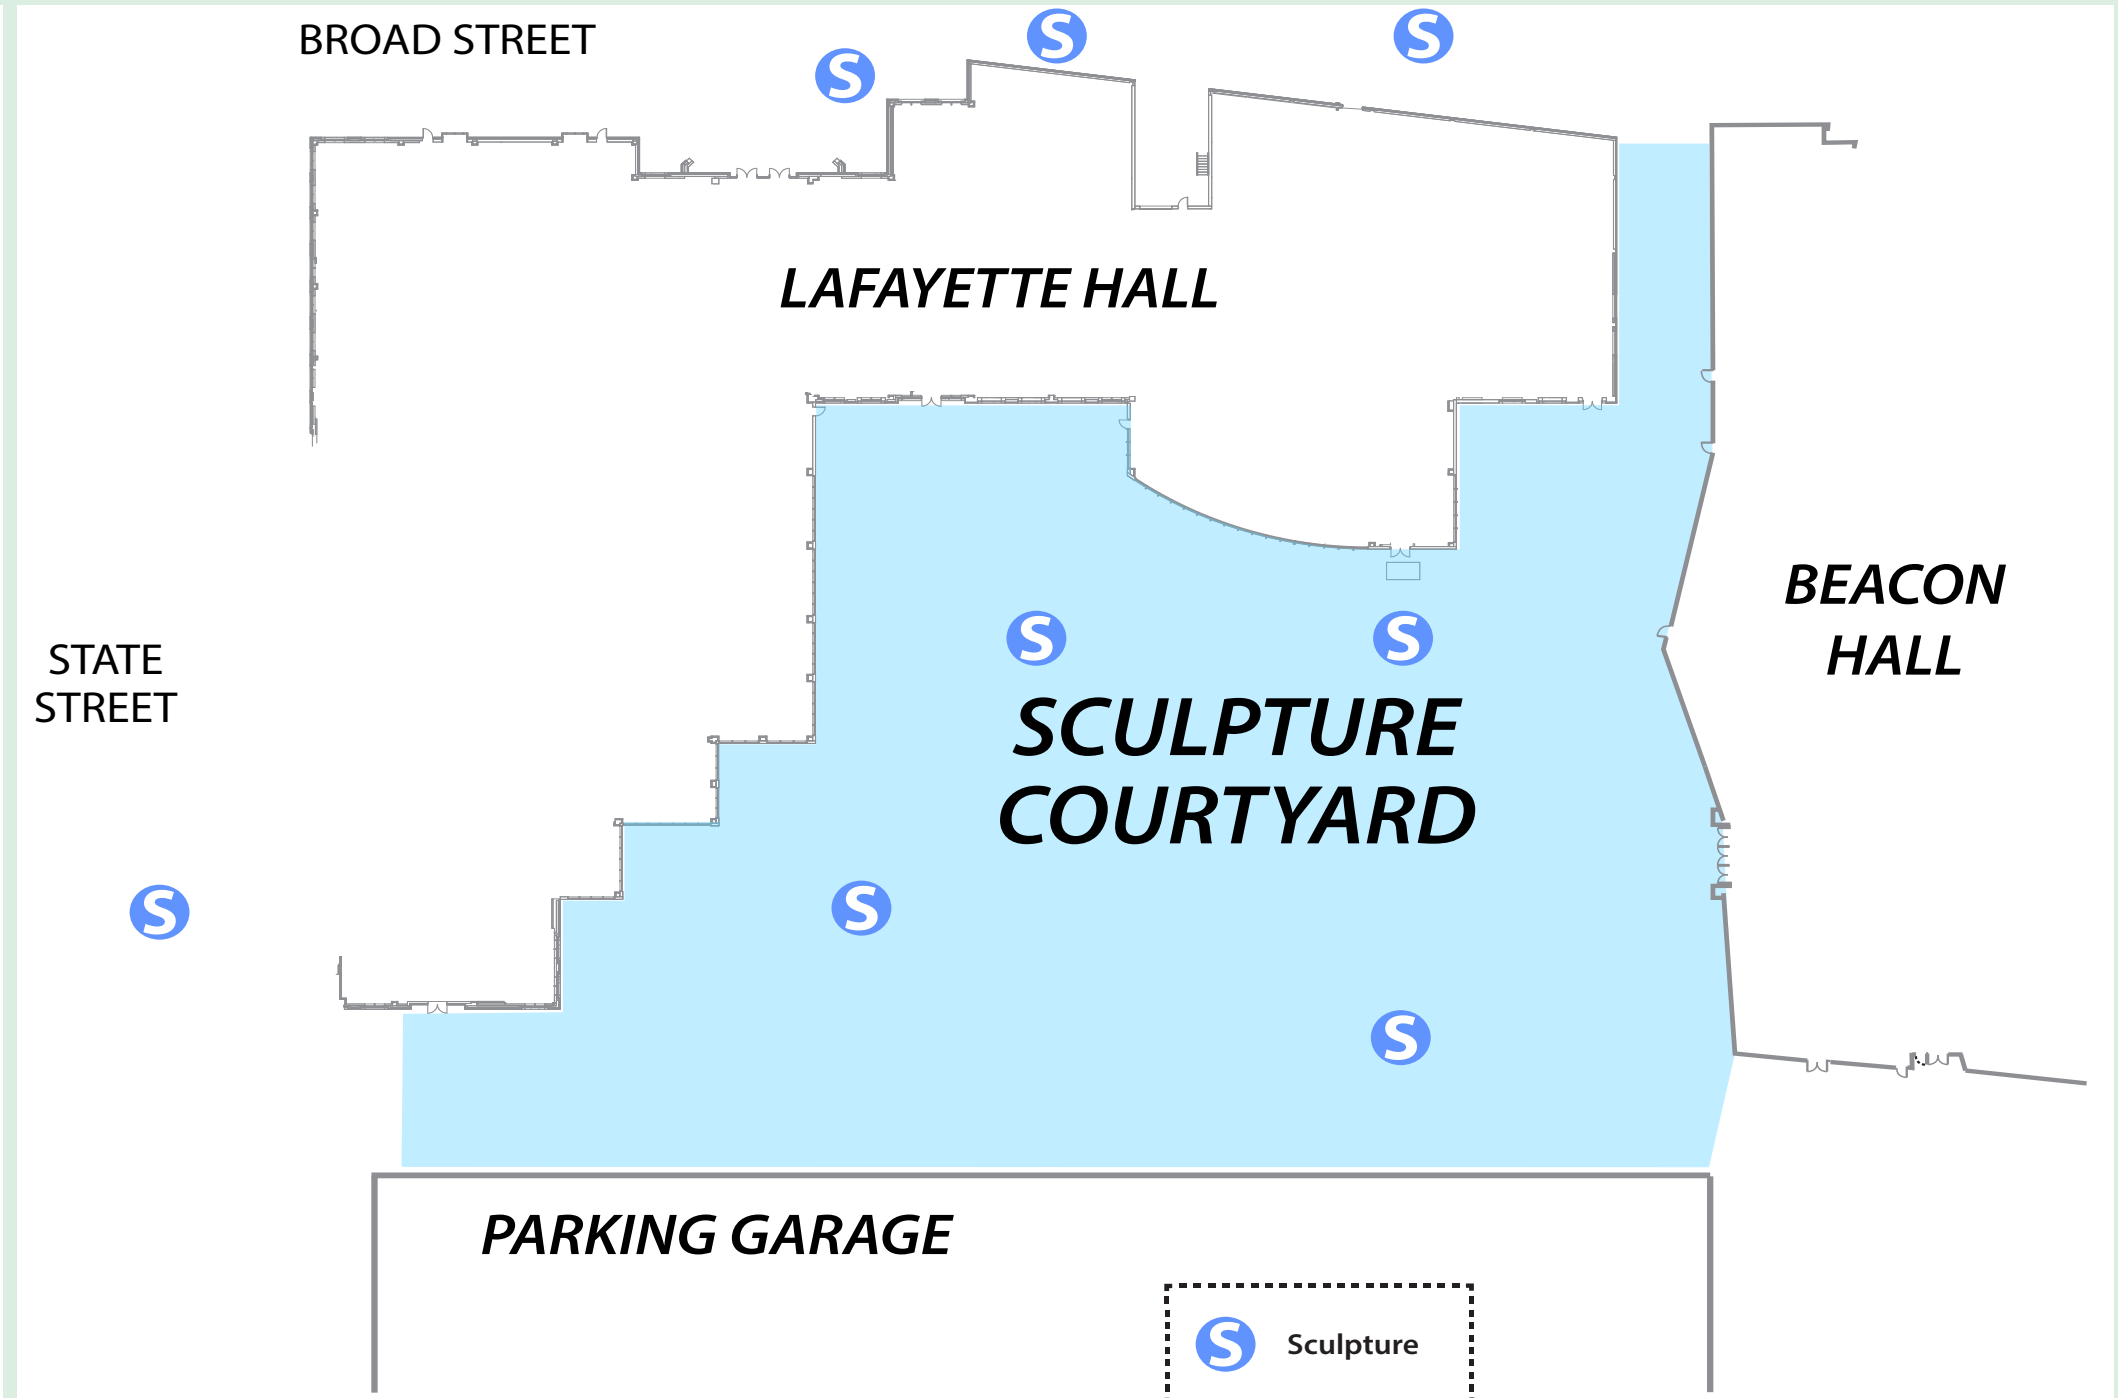 BROAD STREET
S
S
S
LAFAYETTE HALL
STATE
STREET
BEACON
HALL
S
S
SCULPTURE
COURTYARD
S
S
S
PARKING GARAGE
S Sculpture